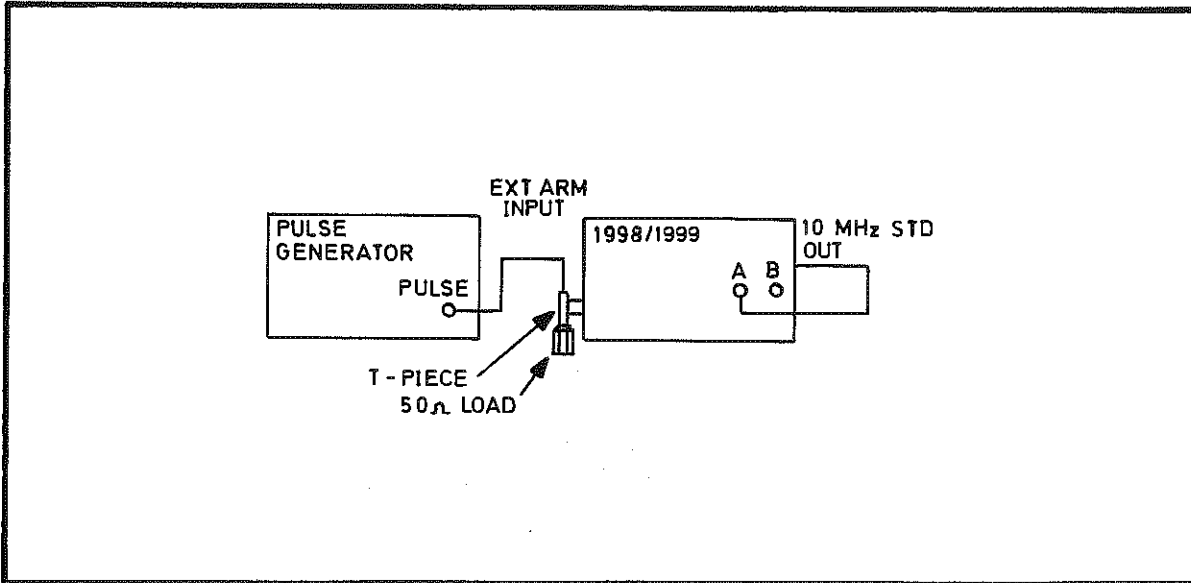 EXT ARM
INPUT
PULSE
GENERATOR
PULSE
1998/1999
A B
10 MHz STD
OUT
T-PIECE
50Ω LOAD